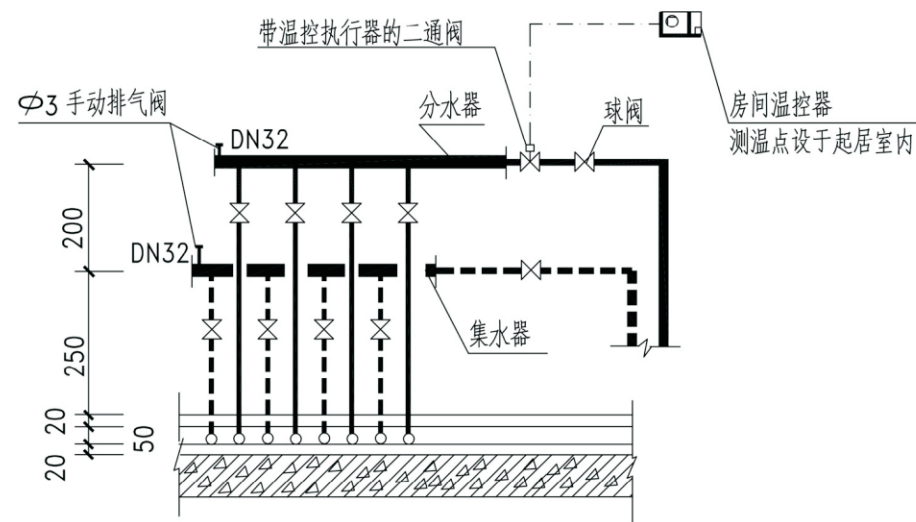 带温控执行器的二通阀
Φ3 手动排气阀
DN32
分水器
球阀
房间温控器
测温点设于起居室内
200
DN32
集水器
250
20
50
20